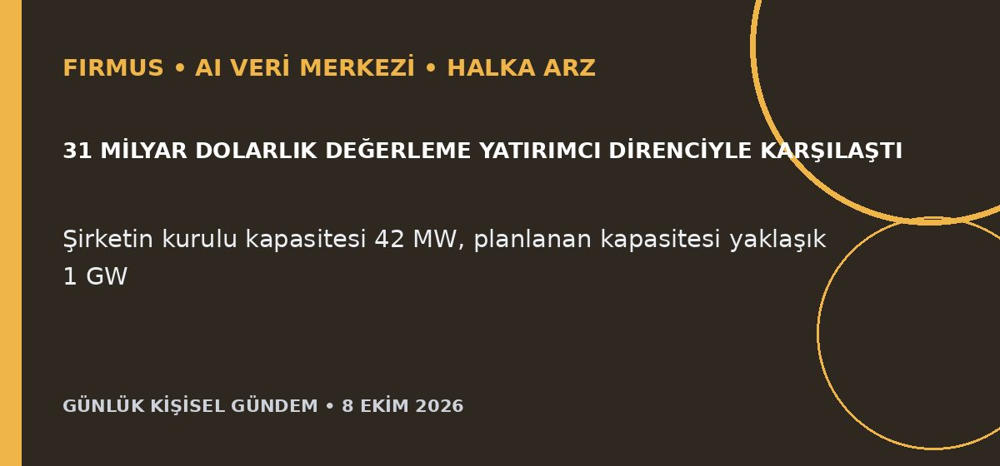 FIRMUS • AI VERİ MERKEZİ • HALKA ARZ
31 MİLYAR DOLARLIK DEĞERLEME YATIRIMCI DİRENCİYLE KARŞILAŞTI
Şirketin kurulu kapasitesi 42 MW, planlanan kapasitesi yaklaşık
1 GW
GÜNLÜK KİŞİSEL GÜNDEM • 8 EKİM 2026